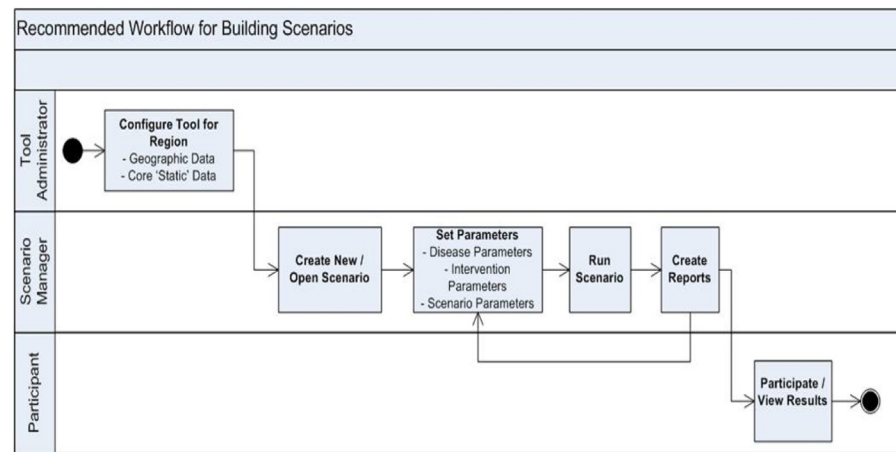 Recommended Workflow for Building Scenarios
Tool
Administrator
Configure Tool for
Region
- Geographic Data
- Core ‘Static’ Data
Scenario
Manager
Create New /
Open Scenario
Set Parameters
- Disease Parameters
- Intervention
Parameters
- Scenario Parameters
Run
Scenario
Create
Reports
Participant
Participate /
View Results